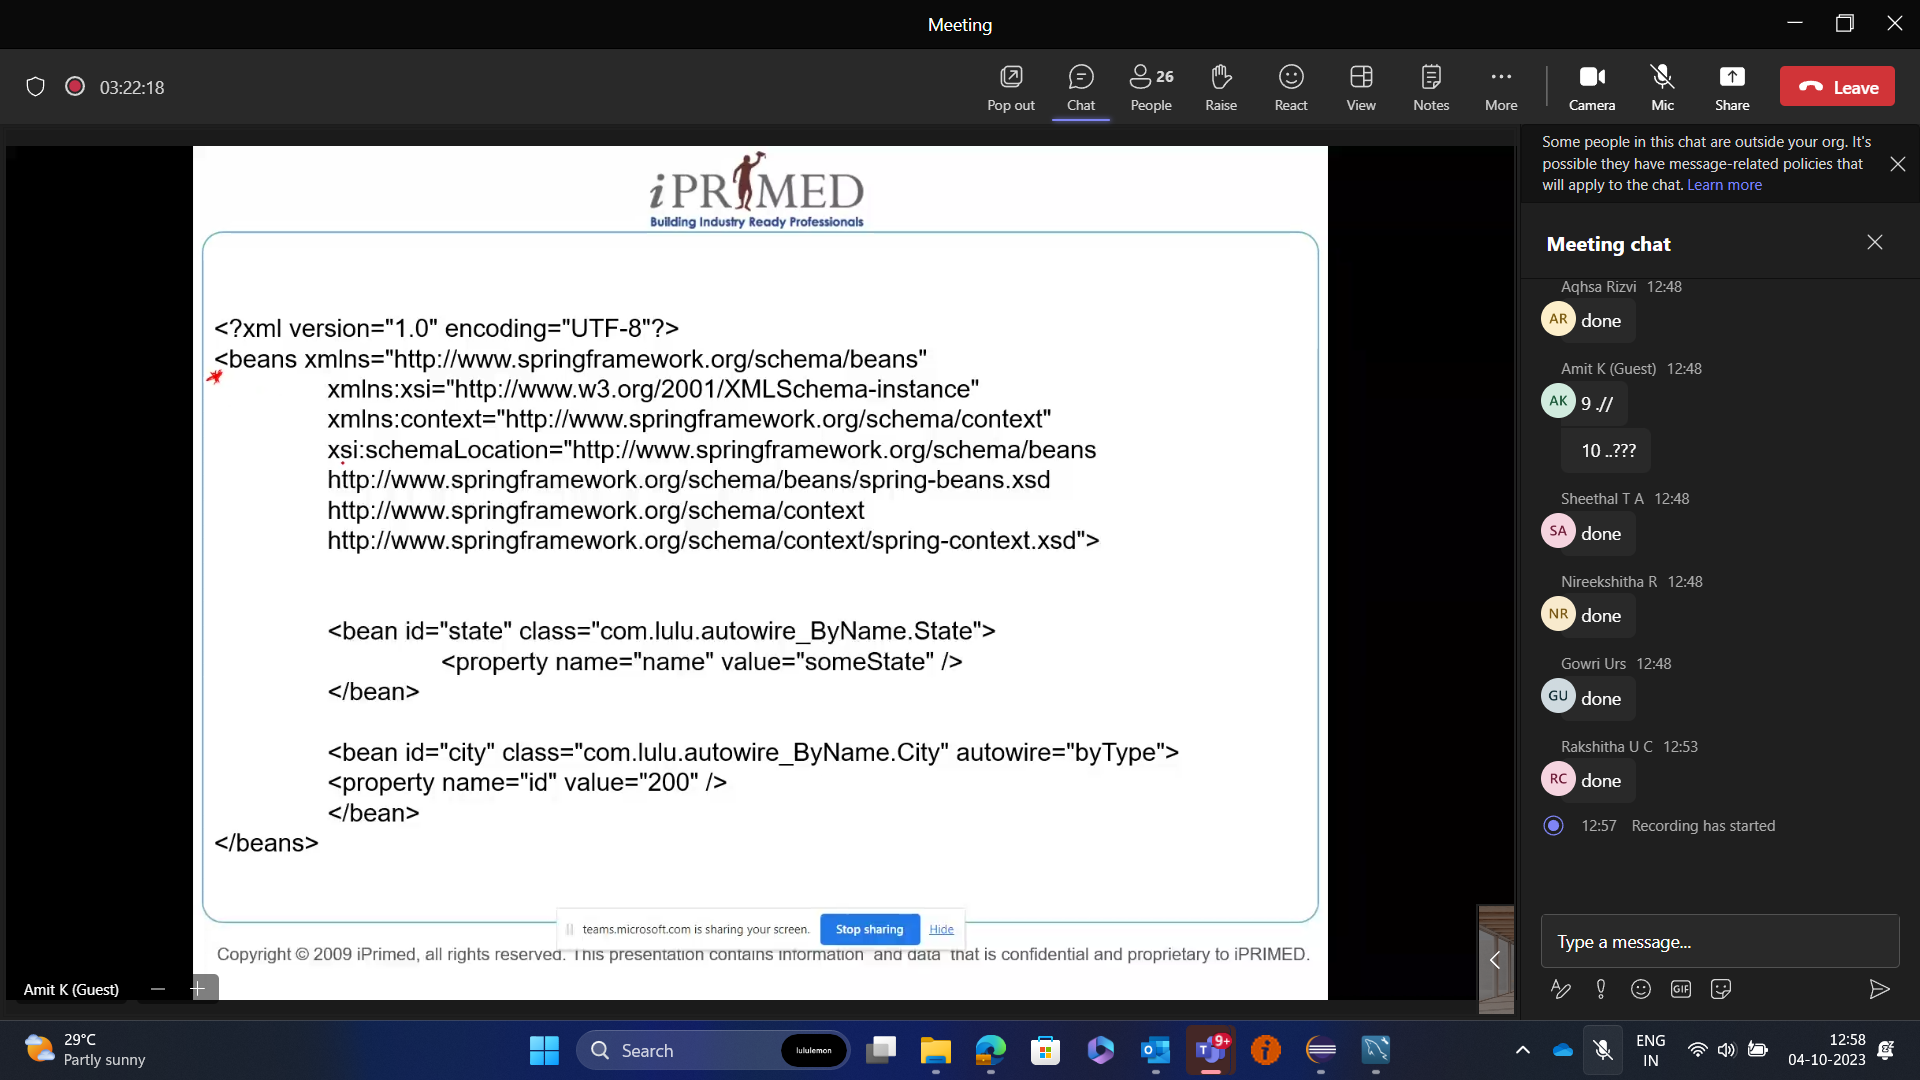 Meeting
03:22:18
Pop out
Chat
26
People
Raise
React
View
Notes
More
Camera
Mic
Share
Leave
iPRIMED
Building Industry Ready Professionals
<?xml version="1.0" encoding="UTF-8"?>
<beans xmlns="http://www.springframework.org/schema/beans"
xmlns:xsi="http://www.w3.org/2001/XMLSchema-instance"
xmlns:context="http://www.springframework.org/schema/context"
xsi:schemaLocation="http://www.springframework.org/schema/beans
http://www.springframework.org/schema/beans/spring-beans.xsd
http://www.springframework.org/schema/context
http://www.springframework.org/schema/context/spring-context.xsd">
<bean id="state" class="com.lulu.autowire_ByName.State">
<property name="name" value="someState" />
</bean>
<bean id="city" class="com.lulu.autowire_ByName.City" autowire="byType">
<property name="id" value="200" />
</bean>
</beans>
teams.microsoft.com is sharing your screen.
Stop sharing
Hide
Copyright © 2009 iPrimed, all rights reserved. This presentation contains information and data that is confidential and proprietary to iPRIMED.
Amit K (Guest)
Some people in this chat are outside your org. It's
possible they have message-related policies that
will apply to the chat. Learn more
Meeting chat
Aqhsa Rizvi 12:48
AR
done
Amit K (Guest) 12:48
AK
9 .//
10 ..???
Sheethal T A 12:48
SA
done
Nireekshitha R 12:48
NR
done
Gowri Urs 12:48
GU
done
Rakshitha U C 12:53
RC
done
12:57 Recording has started
Type a message...
GIF
29°C
Partly sunny
Search
lululemon
9+
ENG
IN
12:58
04-10-2023